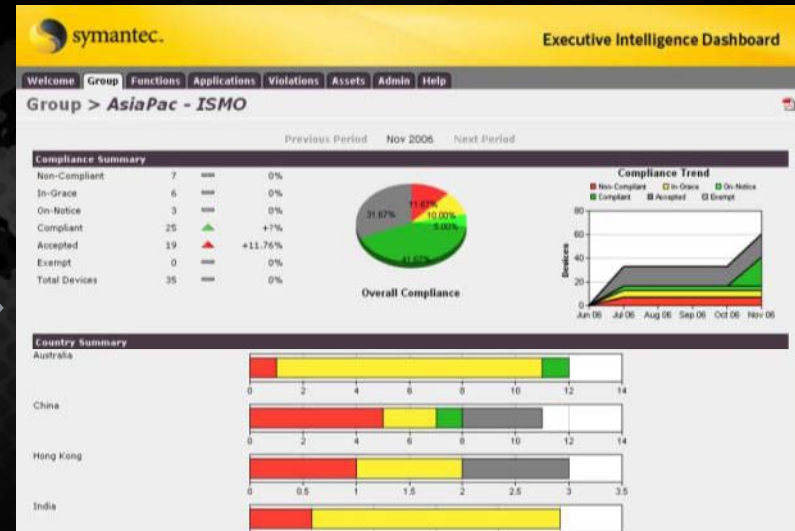 symantec.
Executive Intelligence Dashboard
Welcome Group Functions Applications Violations Assets Admin Help
Group > AsiaPac - ISMO
Previous Period Nov 2006 Next Period
Compliance Summary
Non-Compliant 7 0%
In-Grace 6 0%
On-Notice 3 0%
Compliant 25 +?%
Accepted 19 +11.76%
Exempt 0 0%
Total Devices 35 0%
11.67%
10.00%
5.00%
41.67%
31.67%
Overall Compliance
Compliance Trend
Non-Compliant In-Grace On-Notice
Compliant Accepted Exempt
Devices
80
60
40
20
0
Jun 06 Jul 06 Aug 06 Sep 06 Oct 06 Nov 06
Country Summary
Australia
0 2 4 6 8 10 12 14
China
0 2 4 6 8 10 12 14
Hong Kong
0 0.5 1 1.5 2 2.5 3 3.5
India